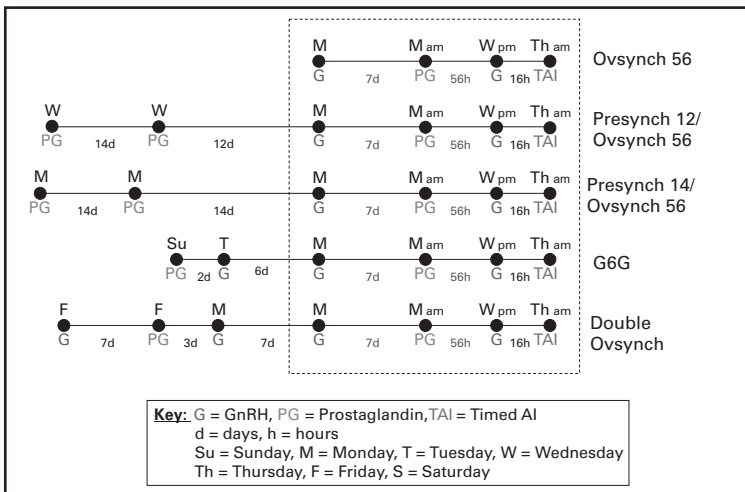 M M am W pm Th am
G 7d PG 56h G 16h TAI
Ovsynch 56
W W M M am W pm Th am
PG 14d PG 12d G 7d PG 56h G 16h TAI
Presynch 12/
Ovsynch 56
M M M M am W pm Th am
PG 14d PG 14d G 7d PG 56h G 16h TAI
Presynch 14/
Ovsynch 56
Su T M M am W pm Th am
PG 2d G 6d G 7d PG 56h G 16h TAI
G6G
F F M M M am W pm Th am
G 7d PG 3d G 7d G 7d PG 56h G 16h TAI
Double
Ovsynch
Key: G = GnRH, PG = Prostaglandin, TAI = Timed AI
d = days, h = hours
Su = Sunday, M = Monday, T = Tuesday, W = Wednesday
Th = Thursday, F = Friday, S = Saturday